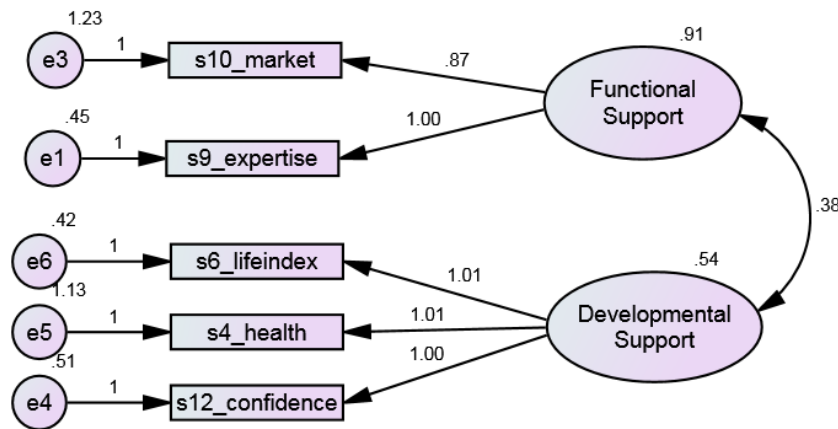 1.23
e3
1
s10_market
.87
.91
Functional
Support
.45
e1
1
s9_expertise
1.00
.38
.42
e6
1
s6_lifeindex
1.01
.54
Developmental
Support
1.13
e5
1
s4_health
1.01
.51
e4
1
s12_confidence
1.00